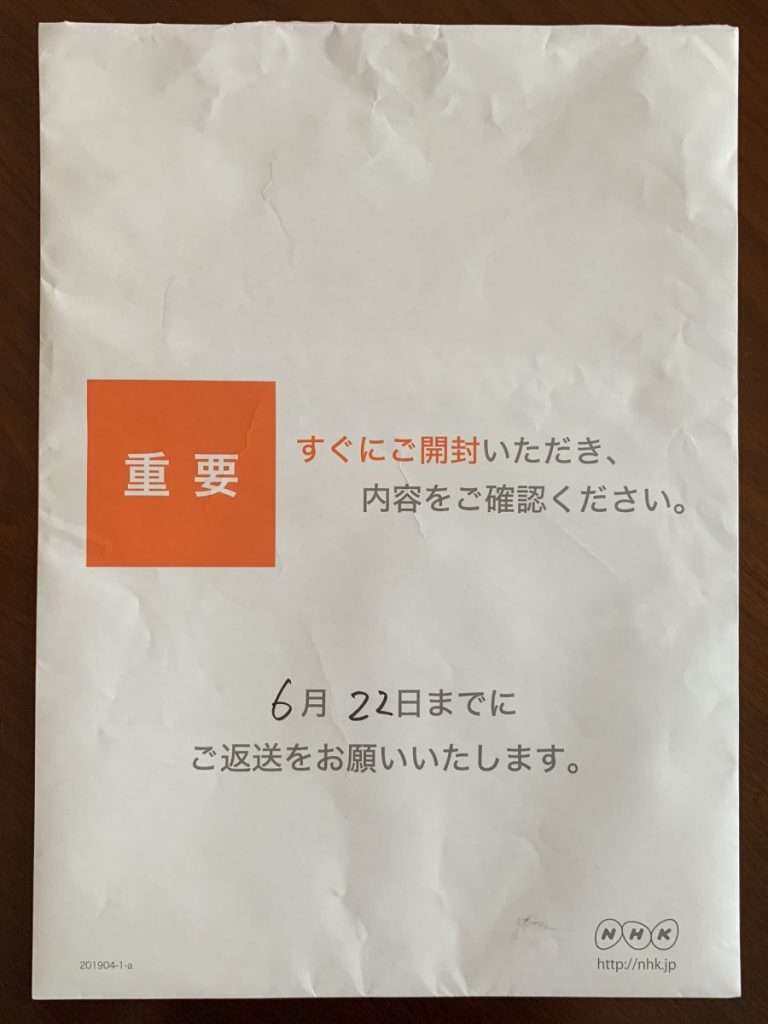 重要
すぐにご開封いただき、
内容をご確認ください。
6月 22日までに
ご返送をお願いいたします。
NHK
201904-1-a
http://nhk.jp